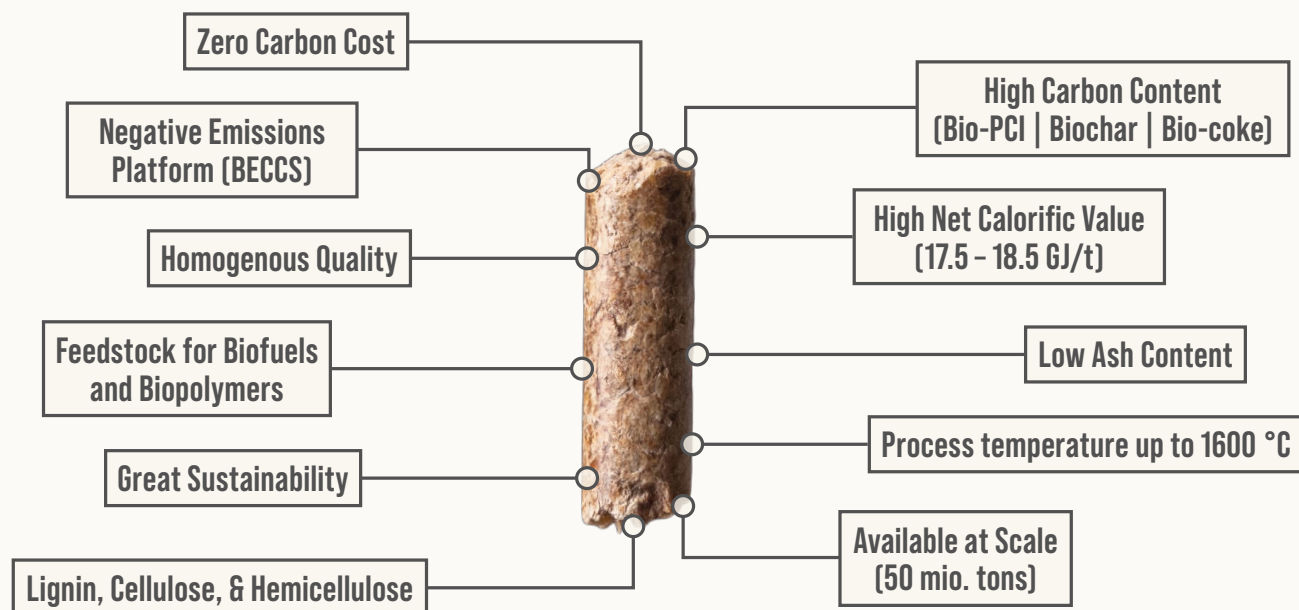 Zero Carbon Cost
Negative Emissions
Platform (BECCS)
Homogenous Quality
Feedstock for Biofuels
and Biopolymers
Great Sustainability
Lignin, Cellulose, & Hemicellulose
High Carbon Content
(Bio-PCI | Biochar | Bio-coke)
High Net Calorific Value
(17.5 – 18.5 GJ/t)
Low Ash Content
Process temperature up to 1600 °C
Available at Scale
(50 mio. tons)